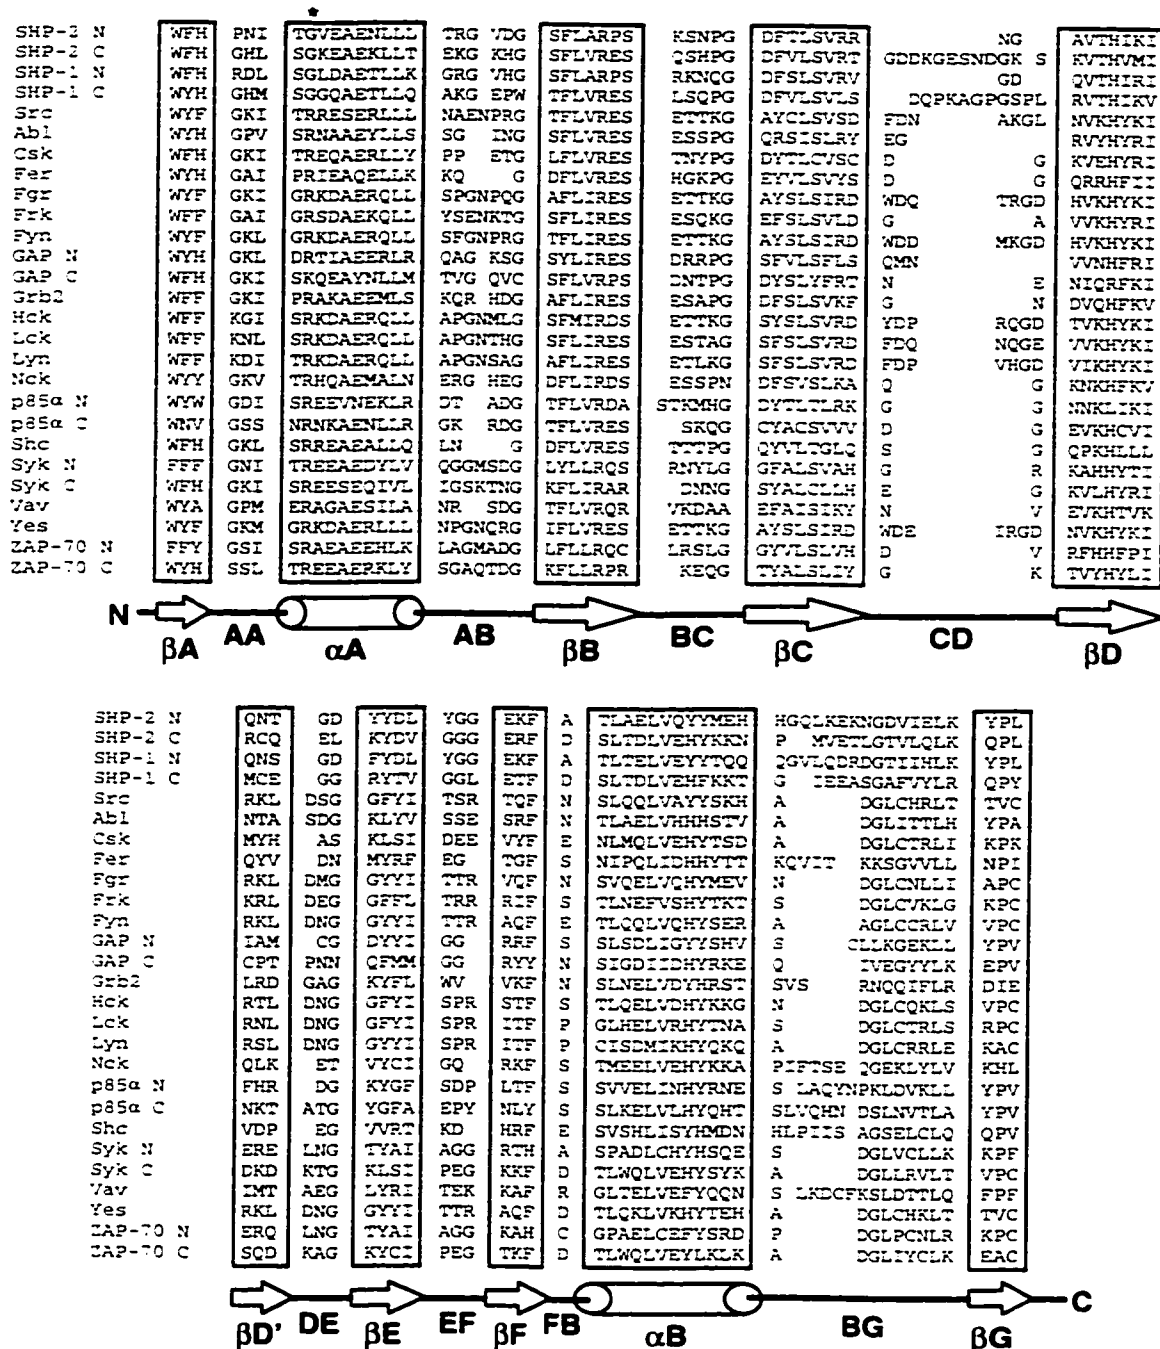 *
SHP-2 N WFH PNI TGVEAENLLL TRG VDG SFLARPS KSNPG DFTLSVRR NG AVTHIKI
SHP-2 C WFH GHL SGKEAEKLLT EKG KHG SFLVRES QSHPG DFVLSVRT GDDKGESNDGK S KVTHVMI
SHP-1 N WFH RDL SGLDAETLLK GRG VHG SFLARPS RKNQG DFSLSVRV GD QVTHIRI
SHP-1 C WYH GHM SGGQAETLLQ AKG EPW TFLVRES LSQPG DFVLSVLS DQPKAGPGSPL RVTHIKV
Src WYF GKI TRRESERLLL NAENPRG TFLVRES ETTKG AYCLSVSD FDN AKGL NVKHYKI
Abl WYH GPV SRNAAEYLLS SG ING SFLVRES ESSPG QRSISLRY EG RVYHYRI
Csk WFH GKI TREQAERLLY PP ETG LFLVRES TNYPG DYTLCVSC D G KVEHYRI
Fer WYH GAI PRIEAQELLK KQ G DFLVRES HGKPG EYVLSVYS D G QRRHFII
Fgr WYF GKI GRKDAERQLL SPGNPQG AFLIRES ETTKG AYSLSIRD WDQ TRGD HVKHYKI
Frk WFF GAI GRSDAEKQLL YSENKTG SFLIRES ESQKG EFSLSVLD G A VVKHYRI
Fyn WYF GKL GRKDAERQLL SFGNPRG TFLIRES ETTKG AYSLSIRD WDD MKGD HVKHYKI
GAP N WYH GKL DRTIAEERLR QAG KSG SYLIRES DRRPG SFVLSFLS QMN VVNHFRI
GAP C WFH GKI SKQEAYNLLM TVG QVC SFLVRPS DNTPG DYSLYFRT N E NIQRFKI
Grb2 WFF GKI PRAKAEEMLS KQR HDG AFLIRES ESAPG DFSLSVKF G N DVQHFKV
Hck WFF KGI SRKDAERQLL APGNMLG SFMIRDS ETTKG SYSLSVRD YDP RQGD TVKHYKI
Lck WFF KNL SRKDAERQLL APGNTHG SFLIRES ESTAG SFSLSVRD FDQ NQGE VVKHYKI
Lyn WFF KDI TRKDAERQLL APGNSAG AFLIRES ETLKG SFSLSVRD FDP VHGD VIKHYKI
Nck WYY GKV TRHQAEMALN ERG HEG DFLIRDS ESSPN DFSVSLKA Q G KNKHFKV
p85α N WYW GDI SREEVNEKLR DT ADG TFLVRDA STKMHG DYTLTLRK G G NNKLIKI
p85α C WNV GSS NRNKAENLLR GK RDG TFLVRES SKQG CYACSVVV D G EVKHCVI
Shc WFH GKL SRREAEALLQ LN G DFLVRES TTTPG QYVLTGLQ S G QPKHLLL
Syk N FFF GNI TREEAEDYLV QGGMSDG LYLLRQS RNYLG GFALSVAH G R KAHHYTI
Syk C WFH GKI SREESEQIVL IGSKTNG KFLIRAR DNNG SYALCLLH E G KVLHYRI
Vav WYA GPM ERAGAESILA NR SDG TFLVRQR VKDAA EFAISIKY N V EVKHTVK
Yes WYF GKM GRKDAERLLL NPGNQRG IFLVRES ETTKG AYSLSIRD WDE IRGD NVKHYKI
ZAP-70 N FFY GSI SRAEAEEHLK LAGMADG LFLLRQC LRSLG GYVLSLVH D V RFHHFPI
ZAP-70 C WYH SSL TREEAERKLY SGAQTDG KFLLRPR KEQG TYALSLIY G K TVYHYLI
N βA AA αA AB βB BC βC CD βD
SHP-2 N QNT GD YYDL YGG EKF A TLAELVQYYMEH HGQLKEKNGDVIELK YPL
SHP-2 C RCQ EL KYDV GGG ERF D SLTDLVEHYKKN P MVETLGTVLQLK QPL
SHP-1 N QNS GD FYDL YGG EKF A TLTELVEYYTQQ QGVLQDRDGTIIHLK YPL
SHP-1 C MCE GG RYTV GGL ETF D SLTDLVEHFKKT G IEEASGAFVYLR QPY
Src RKL DSG GFYI TSR TQF N SLQQLVAYYSKH A DGLCHRLT TVC
Abl NTA SDG KLYV SSE SRF N TLAELVHHHSTV A DGLITTLH YPA
Csk MYH AS KLSI DEE VYF E NLMQLVEHYTSD A DGLCTRLI KPK
Fer QYV DN MYRF EG TGF S NIPQLIDHHYTT KQVIT KKSGVVLL NPI
Fgr RKL DMG GYYI TTR VQF N SVQELVQHYMEV N DGLCNLLI APC
Frk KRL DEG GFFL TRR RIF S TLNEFVSHYTKT S DGLCVKLG KPC
Fyn RKL DNG GYYI TTR AQF E TLQQLVQHYSER A AGLCCRLV VPC
GAP N IAM CG DYYI GG RRF S SLSDLIGYYSHV S CLLKGEKLL YPV
GAP C CPT PNN QFMM GG RYY N SIGDIIDHYRKE Q IVEGYYLK EPV
Grb2 LRD GAG KYFL WV VKF N SLNELVDYHRST SVS RNQQIFLR DIE
Hck RTL DNG GFYI SPR STF S TLQELVDHYKKG N DGLCQKLS VPC
Lck RNL DNG GFYI SPR ITF P GLHELVRHYTNA S DGLCTRLS RPC
Lyn RSL DNG GYYI SPR ITF P CISDMIKHYQKQ A DGLCRRLE KAC
Nck QLK ET VYCI GQ RKF S TMEELVEHYKKA PIFTSE QGEKLYLV KHL
p85α N FHR DG KYGF SDP LTF S SVVELINHYRNE S LAQYNPKLDVKLL YPV
p85α C NKT ATG YGFA EPY NLY S SLKELVLHYQHT SLVQHN DSLNVTLA YPV
Shc VDP EG VVRT KD HRF E SVSHLISYHMDN HLPIIS AGSELCLQ QPV
Syk N ERE LNG TYAI AGG RTH A SPADLCHYHSQE S DGLVCLLK KPF
Syk C DKD KTG KLSI PEG KKF D TLWQLVEHYSYK A DGLLRVLT VPC
Vav IMT AEG LYRI TEK KAF R GLTELVEFYQQN S LKDCFKSLDTTLQ FPF
Yes RKL DNG GYYI TTR AQF D TLQKLVKHYTEH A DGLCHKLT TVC
ZAP-70 N ERQ LNG TYAI AGG KAH C GPAELCEFYSRD P DGLPCNLR KPC
ZAP-70 C SQD KAG KYCI PEG TKF D TLWQLVEYLKLK A DGLIYCLK EAC
βD' DE βE EF βF FB αB BG βG C